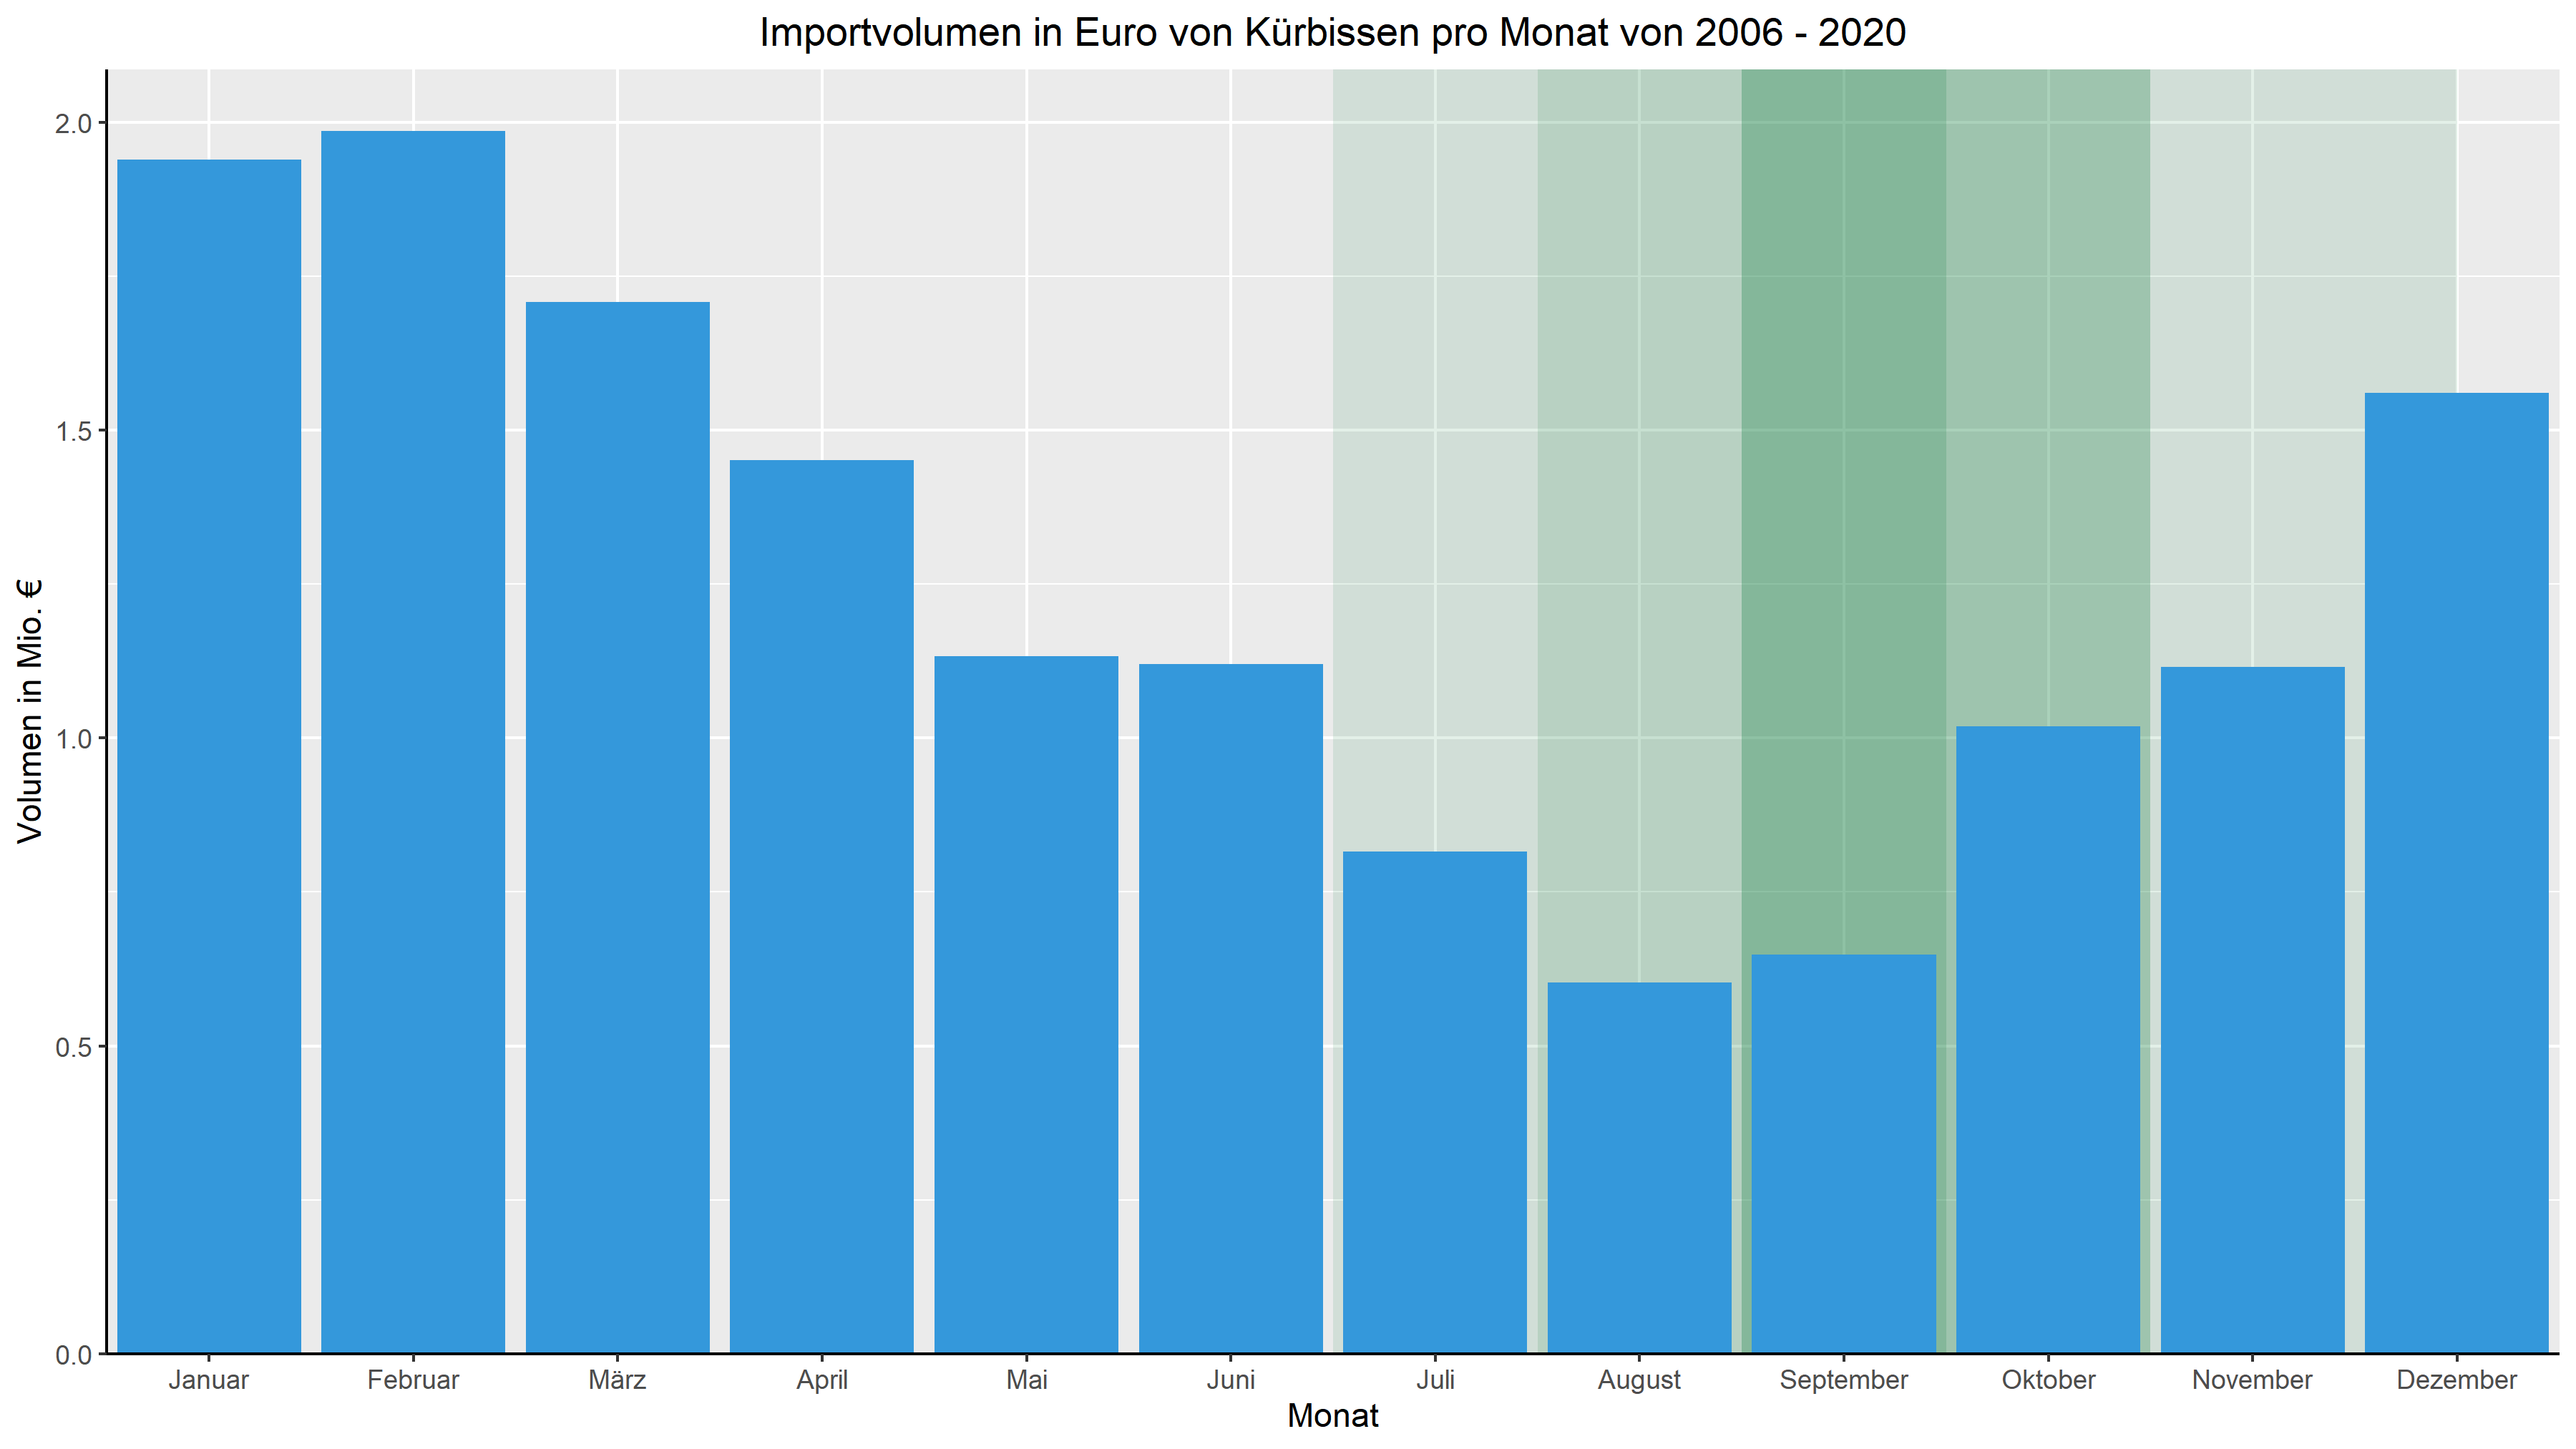 Importvolumen in Euro von Kürbissen pro Monat von 2006 - 2020
Volumen in Mio. €
2.0
1.5
1.0
0.5
0.0
Januar Februar März April Mai Juni Juli August September Oktober November Dezember
Monat